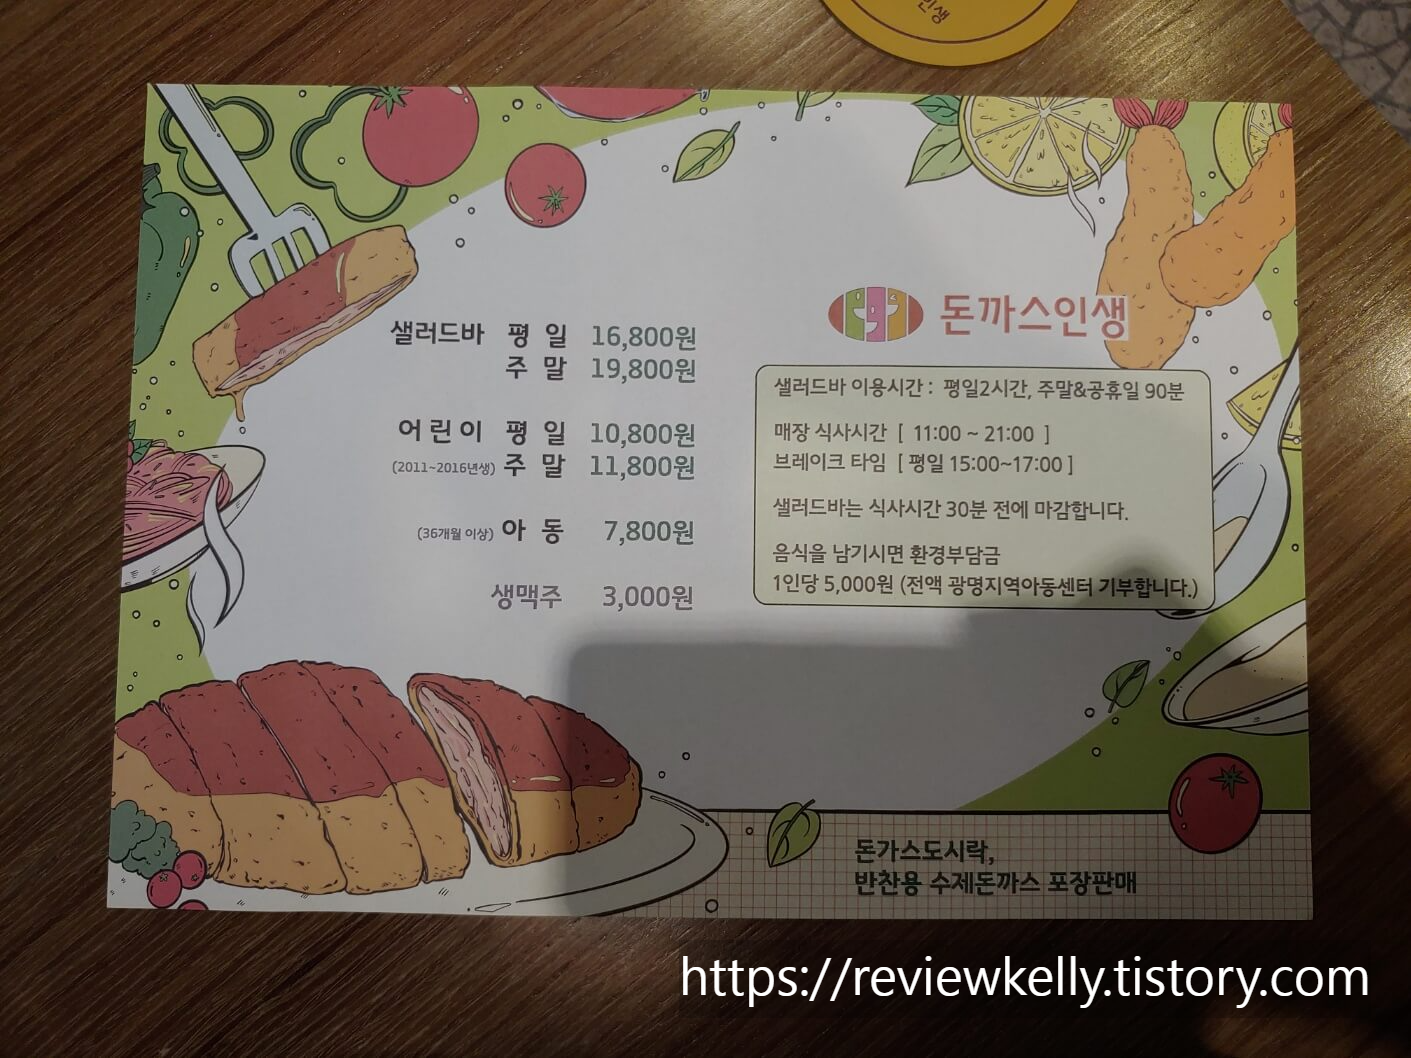 인생
샐러드바 평 일 16,800원
주 말 19,800원
어린이 평 일 10,800원
(2011~2016년생) 주 말 11,800원
(36개월 이상) 아 동 7,800원
생맥주 3,000원
돈까스인생
샐러드바 이용시간 : 평일2시간, 주말&공휴일 90분
매장 식사시간 [ 11:00 ~ 21:00 ]
브레이크 타임 [ 평일 15:00~17:00 ]
샐러드바는 식사시간 30분 전에 마감합니다.
음식을 남기시면 환경부담금
1인당 5,000원 (전액 광명지역아동센터 기부합니다.)
돈가스도시락,
반찬용 수제돈까스 포장판매
https://reviewkelly.tistory.com